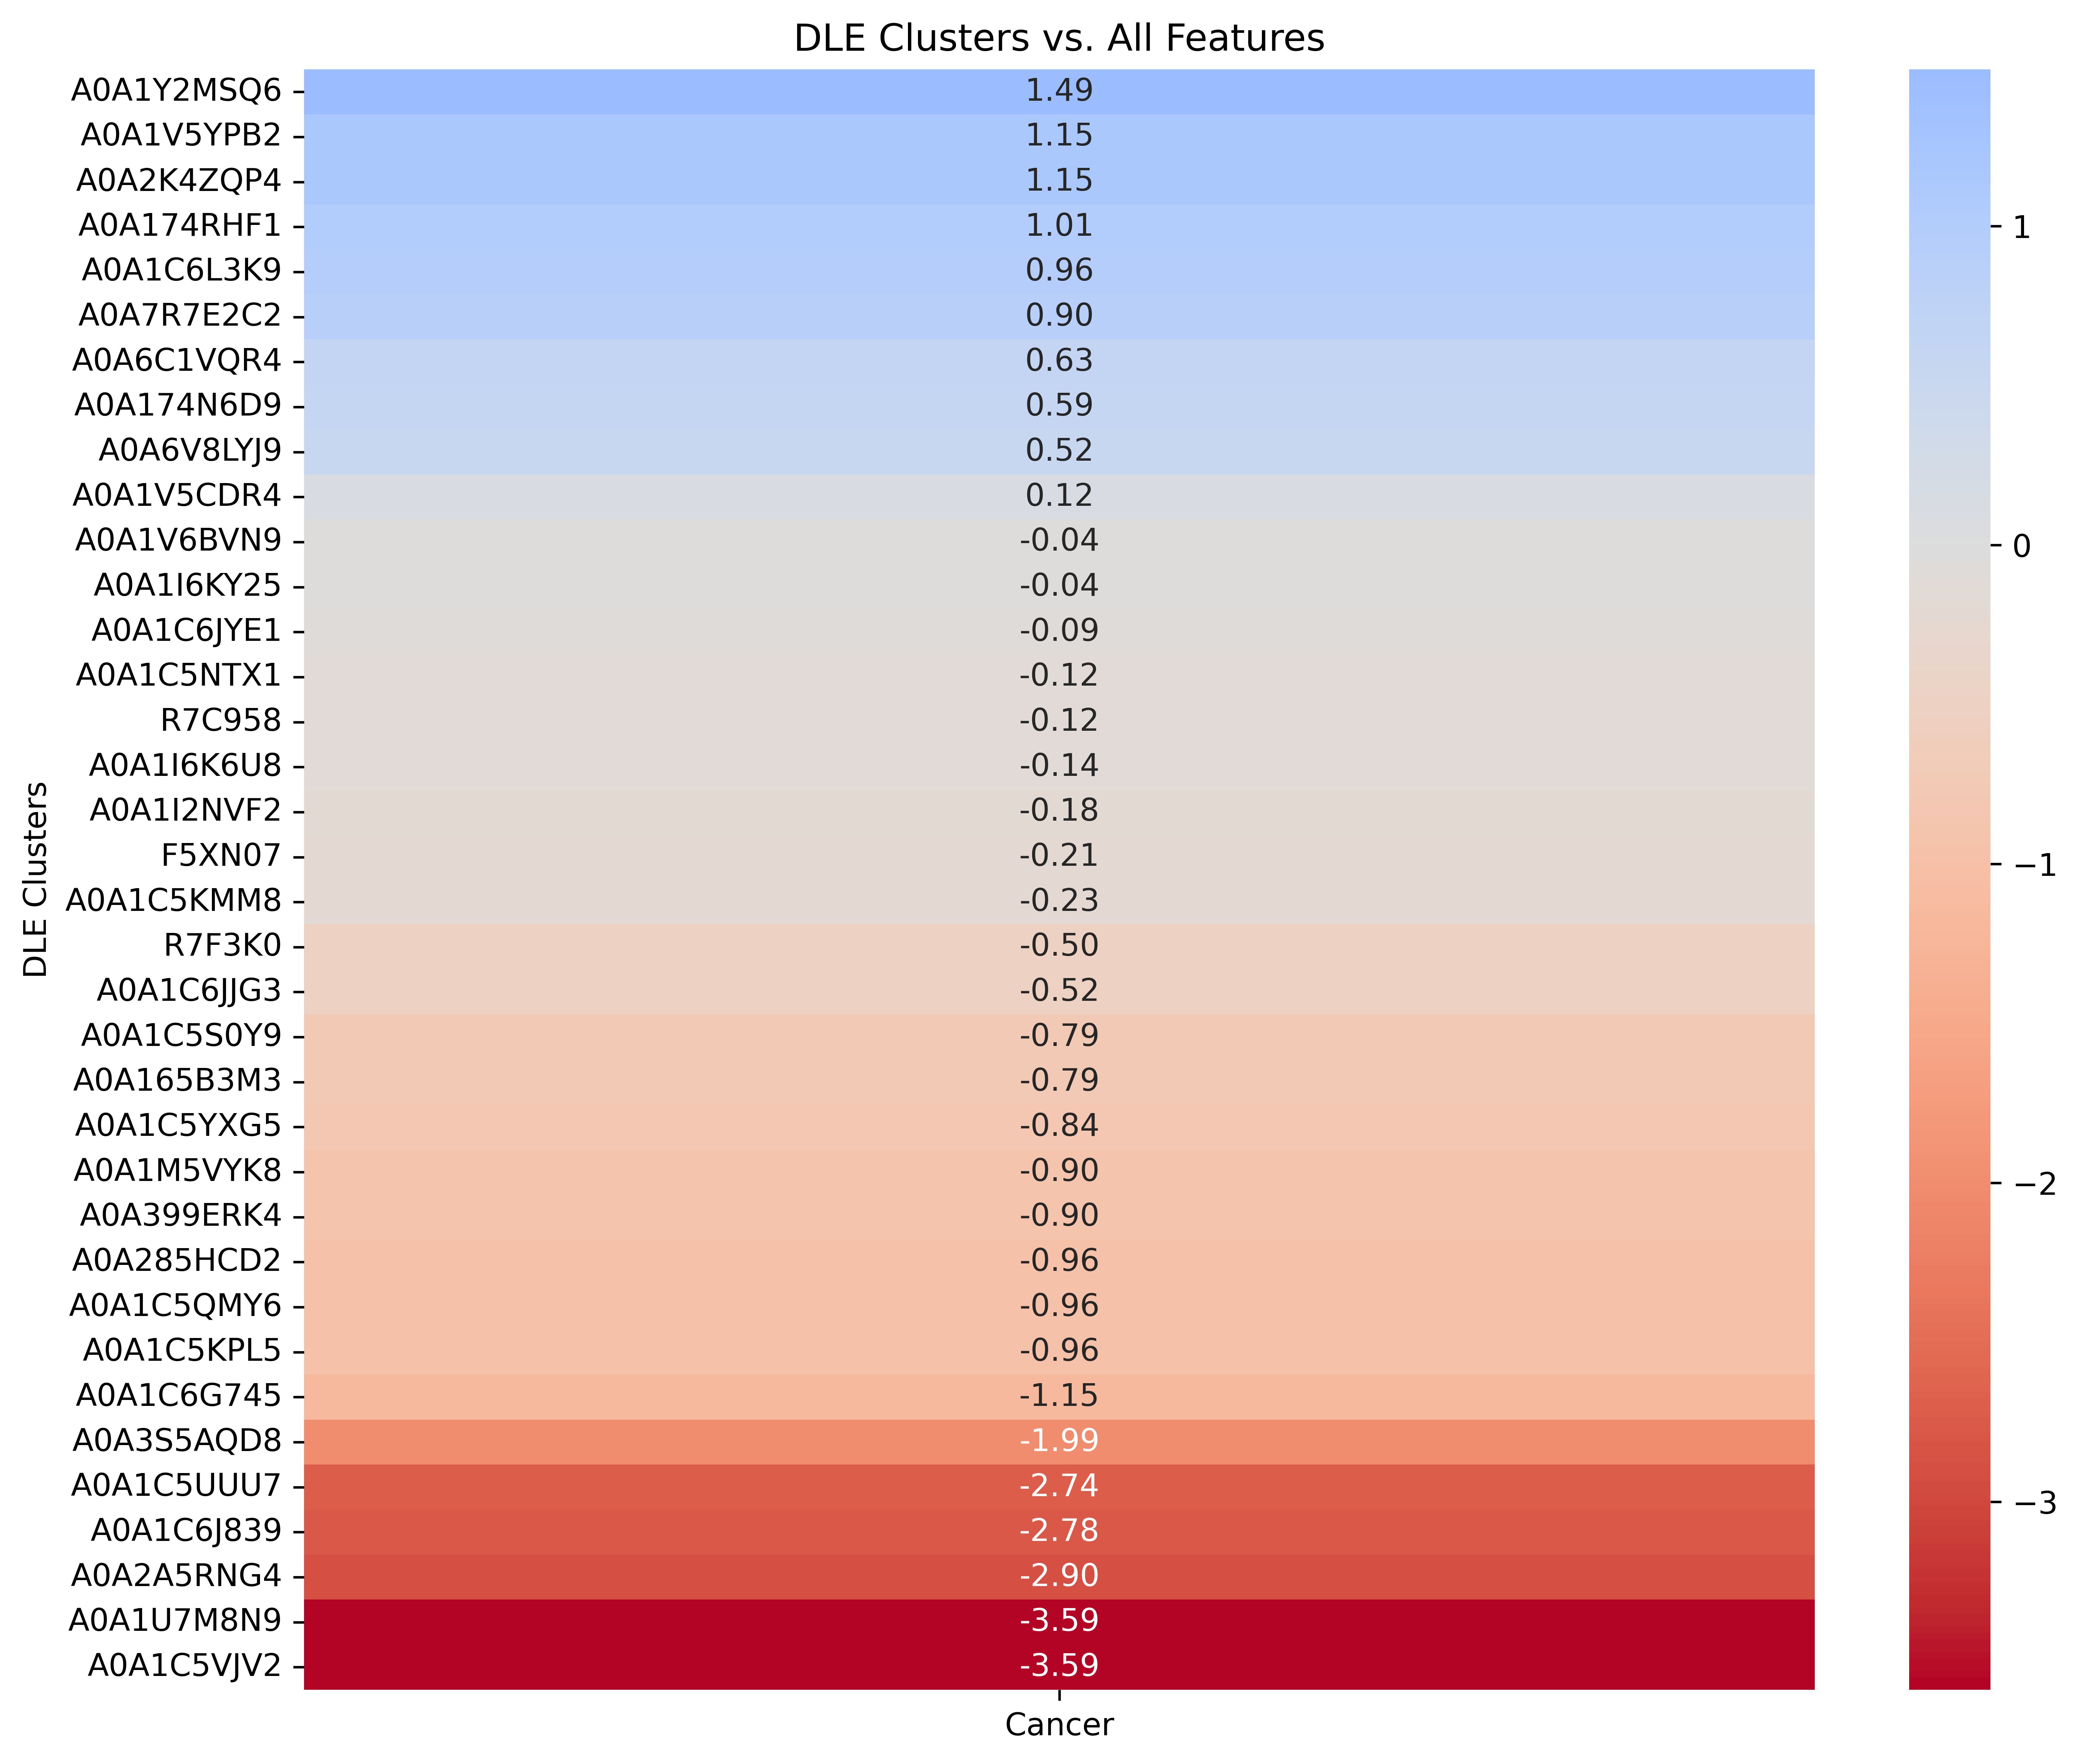 DLE Clusters vs. All Features
A0A1Y2MSQ6 1.49
A0A1V5YPB2 1.15
A0A2K4ZQP4 1.15
A0A174RHF1 1.01
A0A1C6L3K9 0.96
A0A7R7E2C2 0.90
A0A6C1VQR4 0.63
A0A174N6D9 0.59
A0A6V8LYJ9 0.52
A0A1V5CDR4 0.12
A0A1V6BVN9 -0.04
A0A1I6KY25 -0.04
A0A1C6JYE1 -0.09
A0A1C5NTX1 -0.12
R7C958 -0.12
A0A1I6K6U8 -0.14
A0A1I2NVF2 -0.18
F5XN07 -0.21
A0A1C5KMM8 -0.23
R7F3K0 -0.50
A0A1C6JJG3 -0.52
A0A1C5S0Y9 -0.79
A0A165B3M3 -0.79
A0A1C5YXG5 -0.84
A0A1M5VYK8 -0.90
A0A399ERK4 -0.90
A0A285HCD2 -0.96
A0A1C5QMY6 -0.96
A0A1C5KPL5 -0.96
A0A1C6G745 -1.15
A0A3S5AQD8 -1.99
A0A1C5UUU7 -2.74
A0A1C6J839 -2.78
A0A2A5RNG4 -2.90
A0A1U7M8N9 -3.59
A0A1C5VJV2 -3.59
DLE Clusters
Cancer
1
0
−1
−2
−3